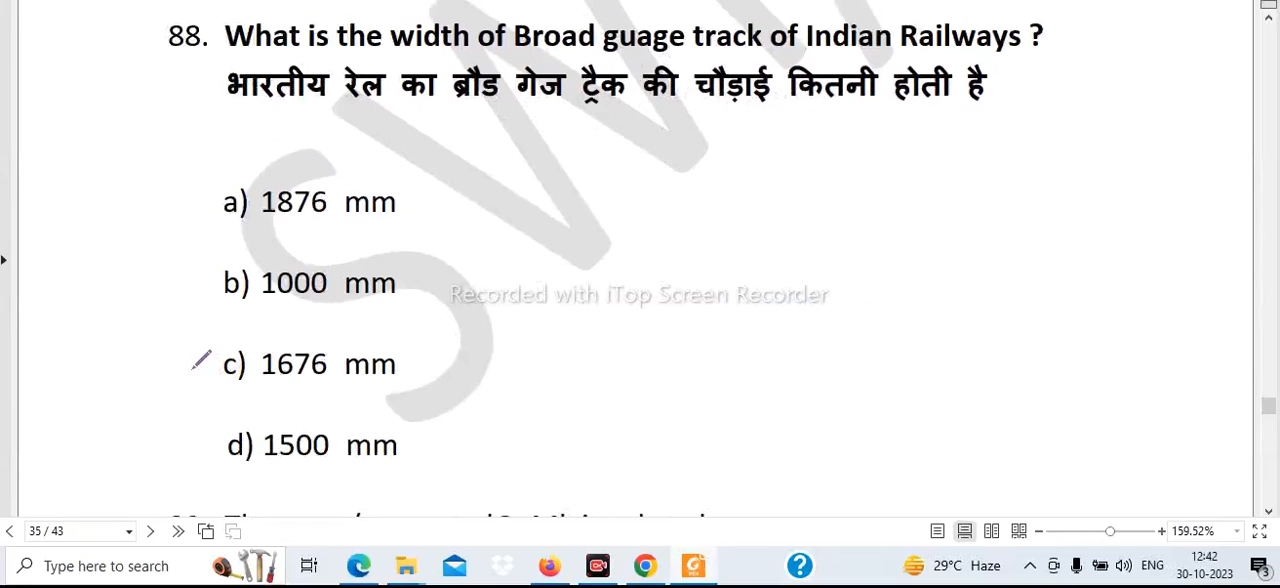 88. What is the width of Broad guage track of Indian Railways ?
भारतीय रेल का ब्रौड गेज ट्रैक की चौड़ाई कितनी होती है
a) 1876 mm
b) 1000 mm
Recorded with iTop Screen Recorder
c) 1676 mm
d) 1500 mm
35 / 43
159.52%
Type here to search
29°C Haze
ENG
12:42
30-10-2023
3